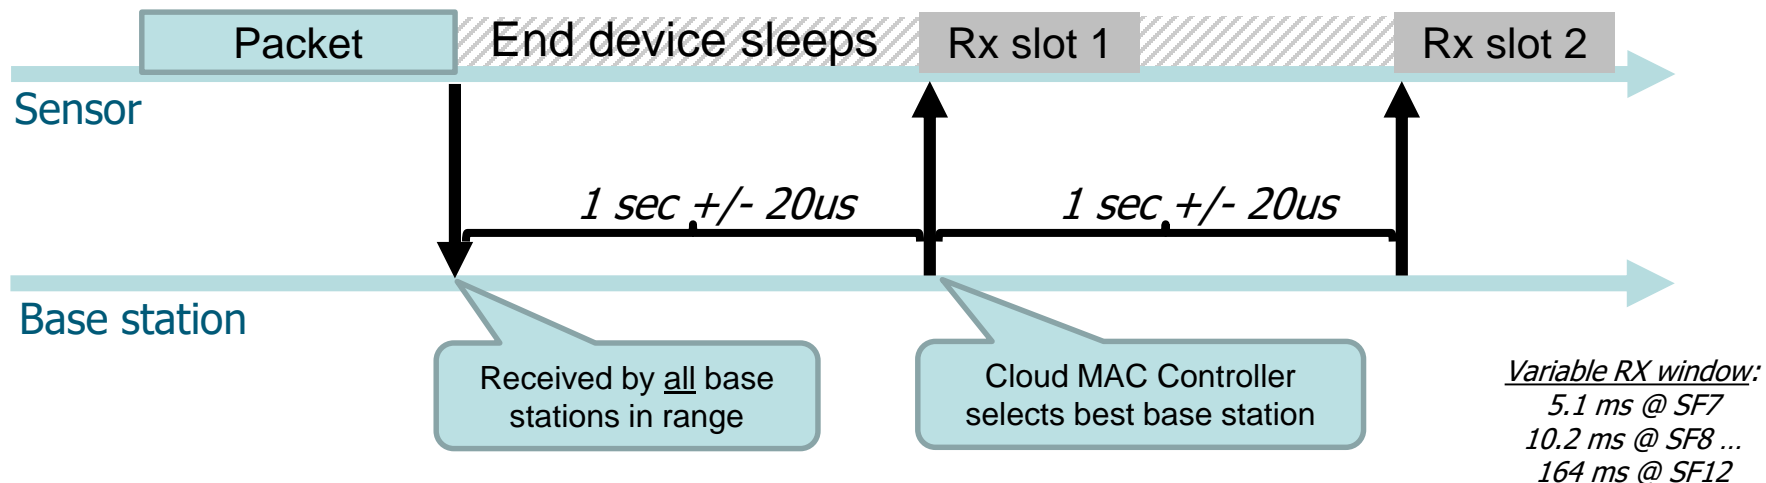 Packet
End device sleeps
Rx slot 1
Rx slot 2
Sensor
1 sec +/- 20us
1 sec +/- 20us
Base station
Received by all base
stations in range
Cloud MAC Controller
selects best base station
Variable RX window:
5.1 ms @ SF7
10.2 ms @ SF8 ...
164 ms @ SF12